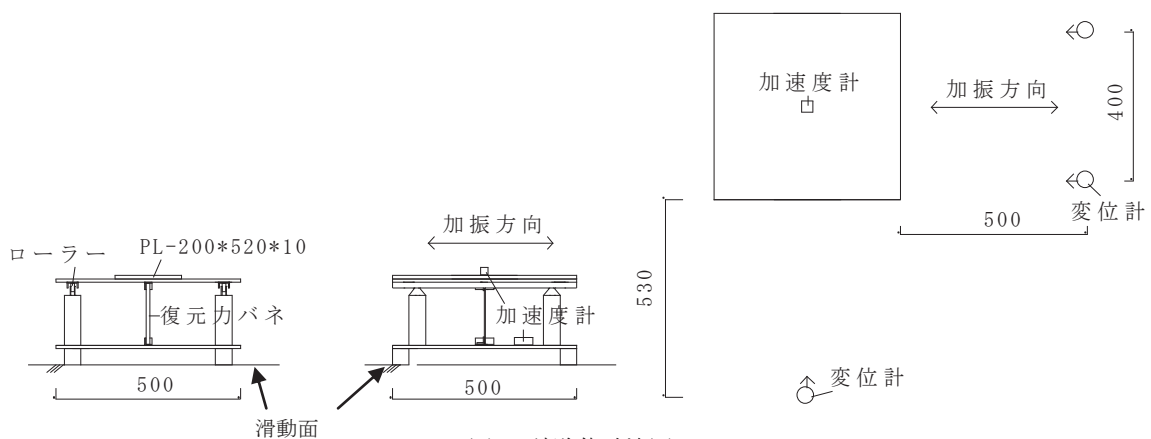 加速度計
加振方向
400
変位計
500
530
変位計
ローラー
PL-200*520*10
復元力バネ
500
加振方向
加速度計
500
滑動面